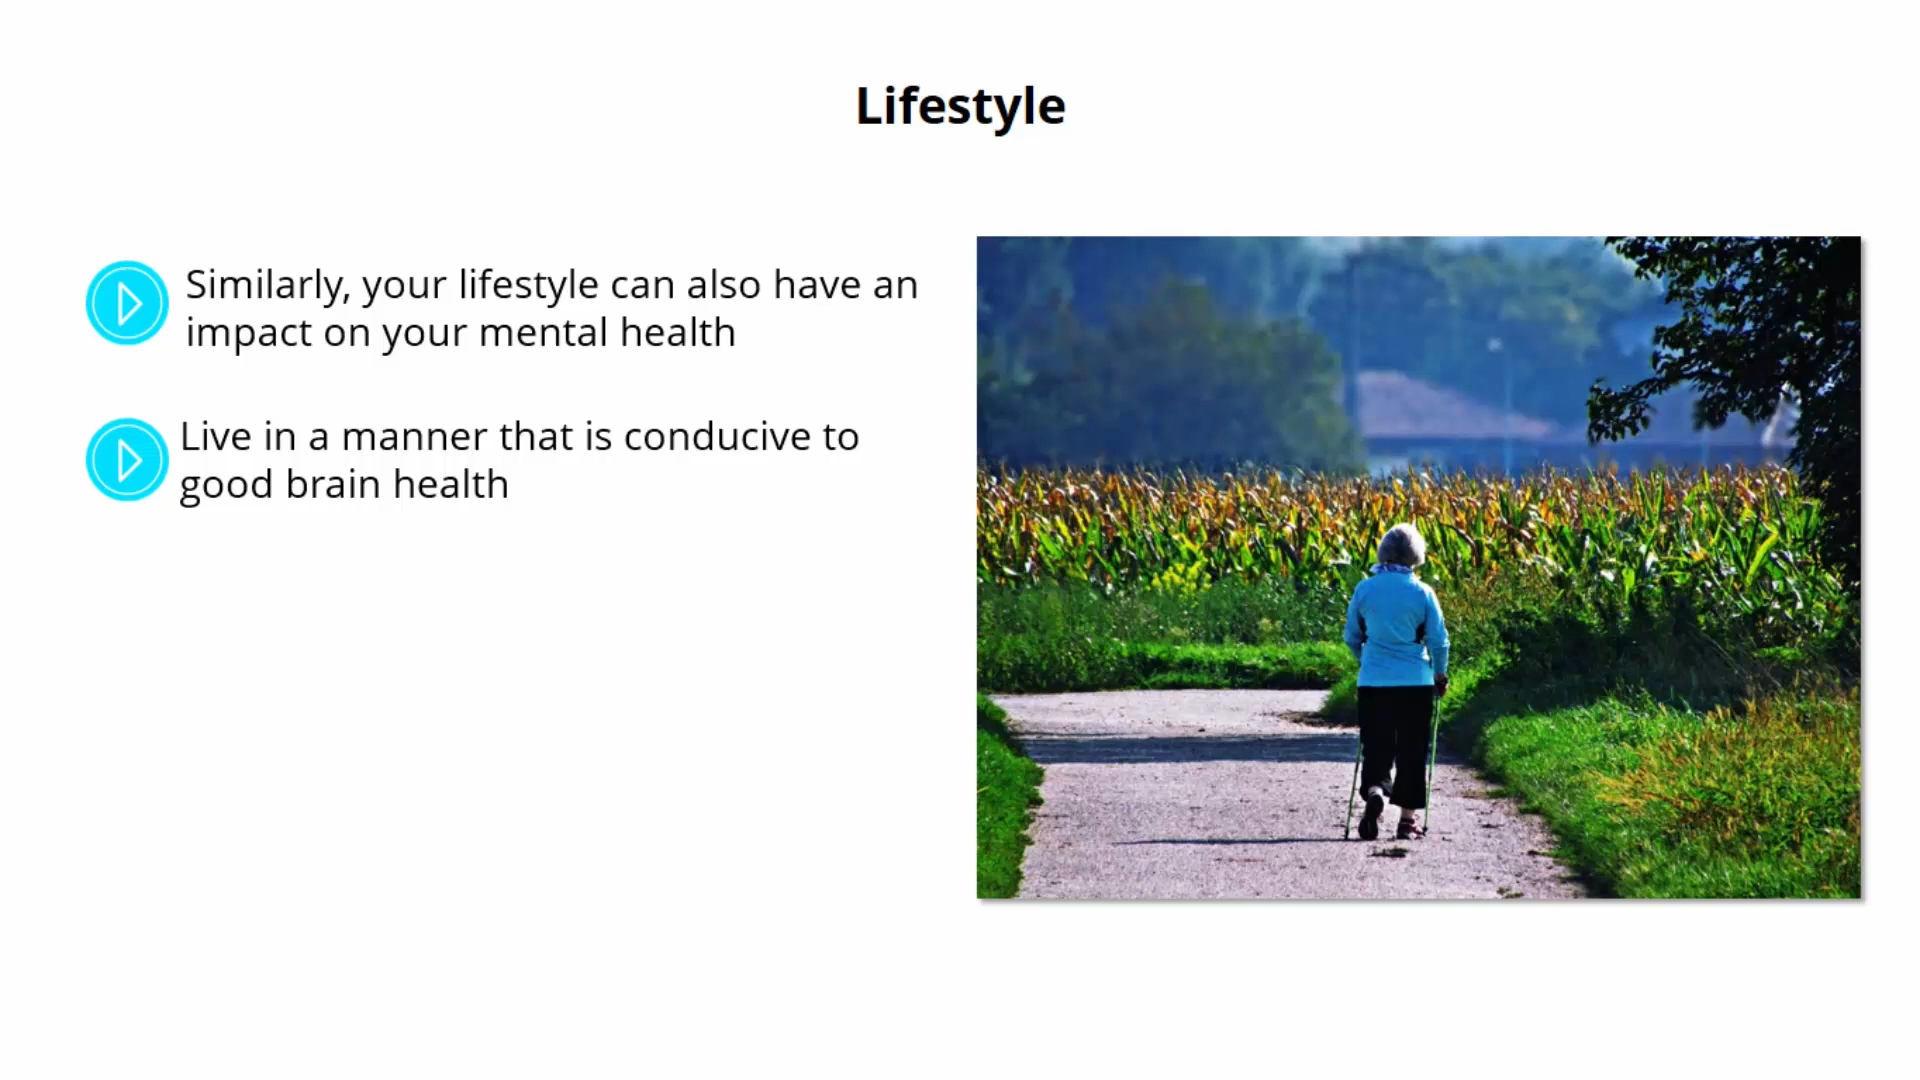 Lifestyle
Similarly, your lifestyle can also have an
impact on your mental health
Live in a manner that is conducive to
good brain health